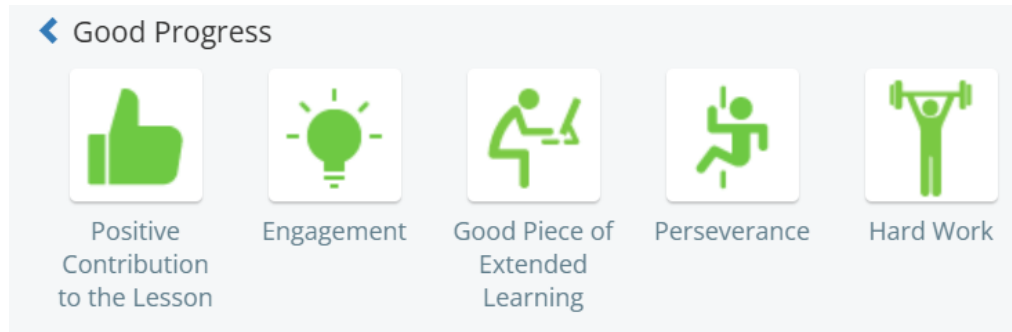 Good Progress
Positive
Contribution
to the Lesson
Engagement
Good Piece of
Extended
Learning
Perseverance
Hard Work